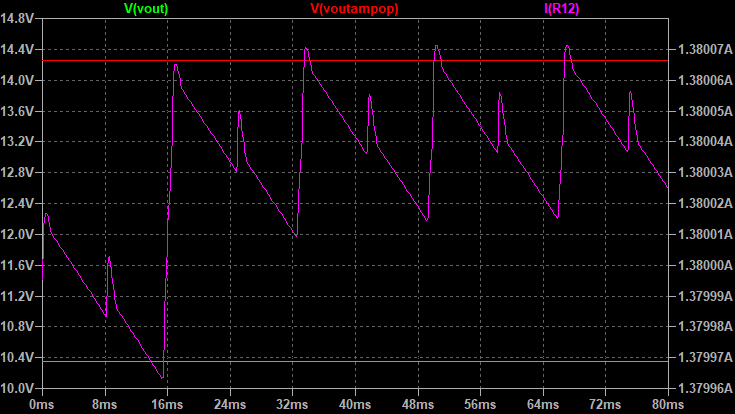 V(vout) V(voutampop) I(R12)
14.8V
14.4V 1.38007A
14.0V 1.38006A
13.6V 1.38005A
13.2V 1.38004A
12.8V 1.38003A
12.4V 1.38002A
12.0V 1.38001A
11.6V 1.38000A
11.2V 1.37999A
10.8V 1.37998A
10.4V 1.37997A
10.0V 1.37996A
0ms 8ms 16ms 24ms 32ms 40ms 48ms 56ms 64ms 72ms 80ms